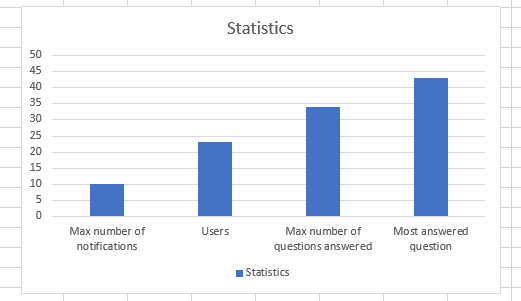 Statistics
50
45
40
35
30
25
20
15
10
5
0
Max number of notifications
Users
Max number of questions answered
Most answered question
Statistics